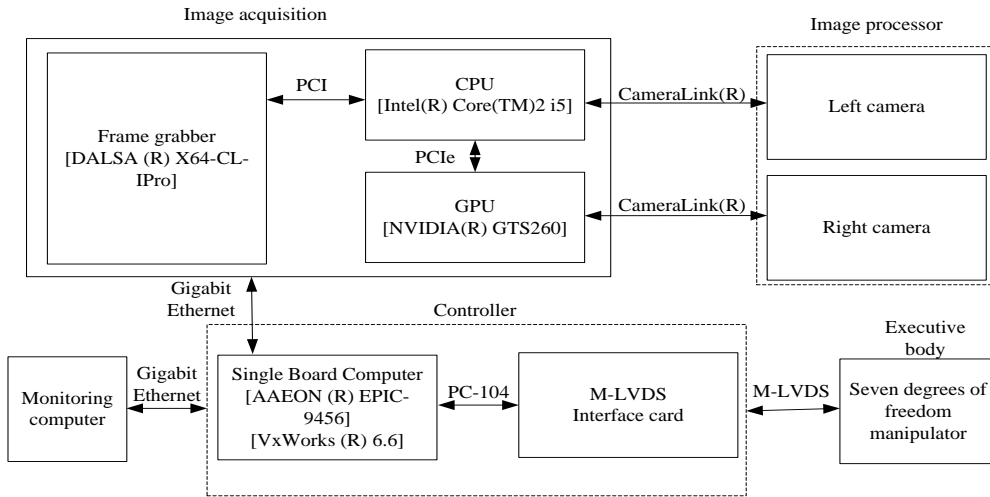 Image acquisition
Image processor
Frame grabber
[DALSA (R) X64-CL-
IPro]
PCI
CPU
[Intel(R) Core(TM)2 i5]
PCIe
GPU
[NVIDIA(R) GTS260]
CameraLink(R)
Left camera
CameraLink(R)
Right camera
Gigabit
Ethernet
Controller
Monitoring
computer
Gigabit
Ethernet
Single Board Computer
[AAEON (R) EPIC-
9456]
[VxWorks (R) 6.6]
PC-104
M-LVDS
Interface card
M-LVDS
Executive
body
Seven degrees of
freedom
manipulator